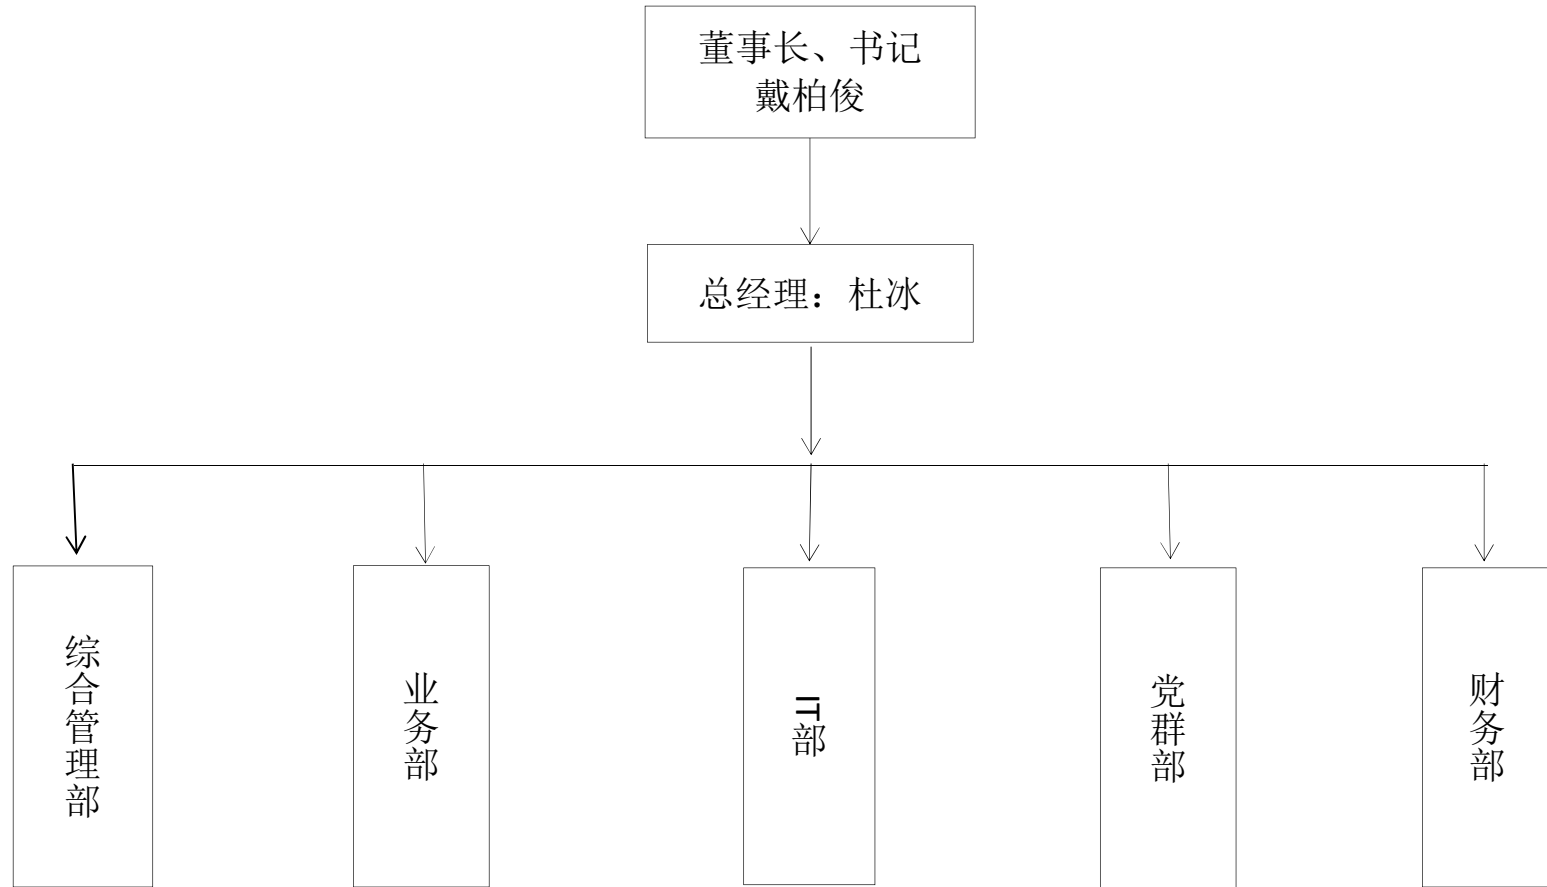 董事长、书记
戴柏俊
总经理：杜冰
综合管理部
业务部
IT部
党群部
财务部